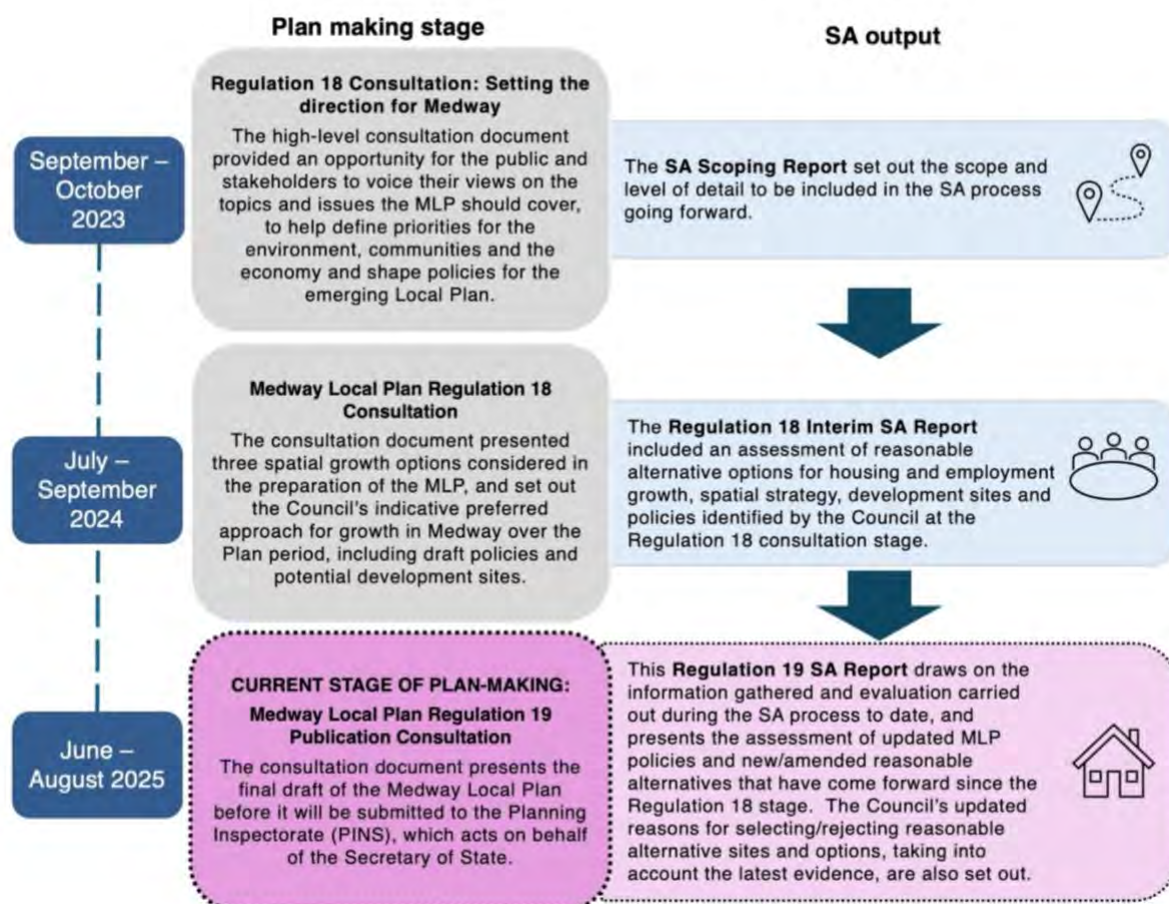 Plan making stage
SA output
September –
October
2023
Regulation 18 Consultation: Setting the
direction for Medway
The high-level consultation document
provided an opportunity for the public and
stakeholders to voice their views on the
topics and issues the MLP should cover,
to help define priorities for the
environment, communities and the
economy and shape policies for the
emerging Local Plan.
The SA Scoping Report set out the scope and
level of detail to be included in the SA process
going forward.
July –
September
2024
Medway Local Plan Regulation 18
Consultation
The consultation document presented
three spatial growth options considered in
the preparation of the MLP, and set out
the Council's indicative preferred
approach for growth in Medway over the
Plan period, including draft policies and
potential development sites.
The Regulation 18 Interim SA Report
included an assessment of reasonable
alternative options for housing and employment
growth, spatial strategy, development sites and
policies identified by the Council at the
Regulation 18 consultation stage.
June –
August 2025
CURRENT STAGE OF PLAN-MAKING:
Medway Local Plan Regulation 19
Publication Consultation
The consultation document presents the
final draft of the Medway Local Plan
before it will be submitted to the Planning
Inspectorate (PINS), which acts on behalf
of the Secretary of State.
This Regulation 19 SA Report draws on the
information gathered and evaluation carried
out during the SA process to date, and
presents the assessment of updated MLP
policies and new/amended reasonable
alternatives that have come forward since the
Regulation 18 stage. The Council's updated
reasons for selecting/rejecting reasonable
alternative sites and options, taking into
account the latest evidence, are also set out.